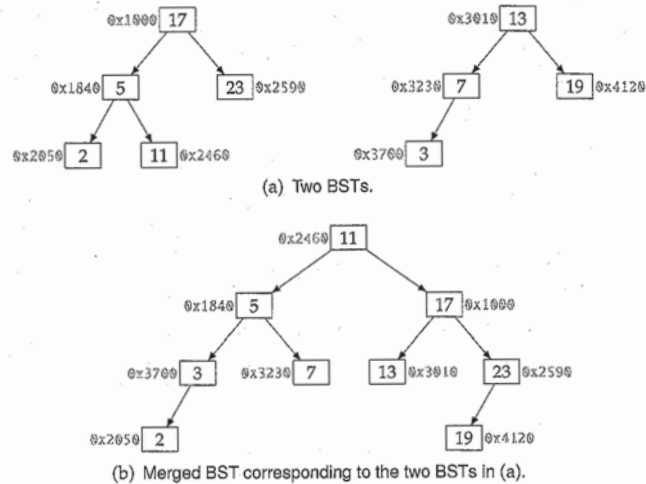 0x1000 17 0x3010 13
0x1840 5 23 0x2590 0x3230 7 19 0x4120
0x2050 2 11 0x2460 0x3700 3
(a) Two BSTs.
0x2460 11
0x1840 5 17 0x1000
0x3700 3 0x3230 7 13 0x3010 23 0x2590
0x2050 2 19 0x4120
(b) Merged BST corresponding to the two BSTs in (a).